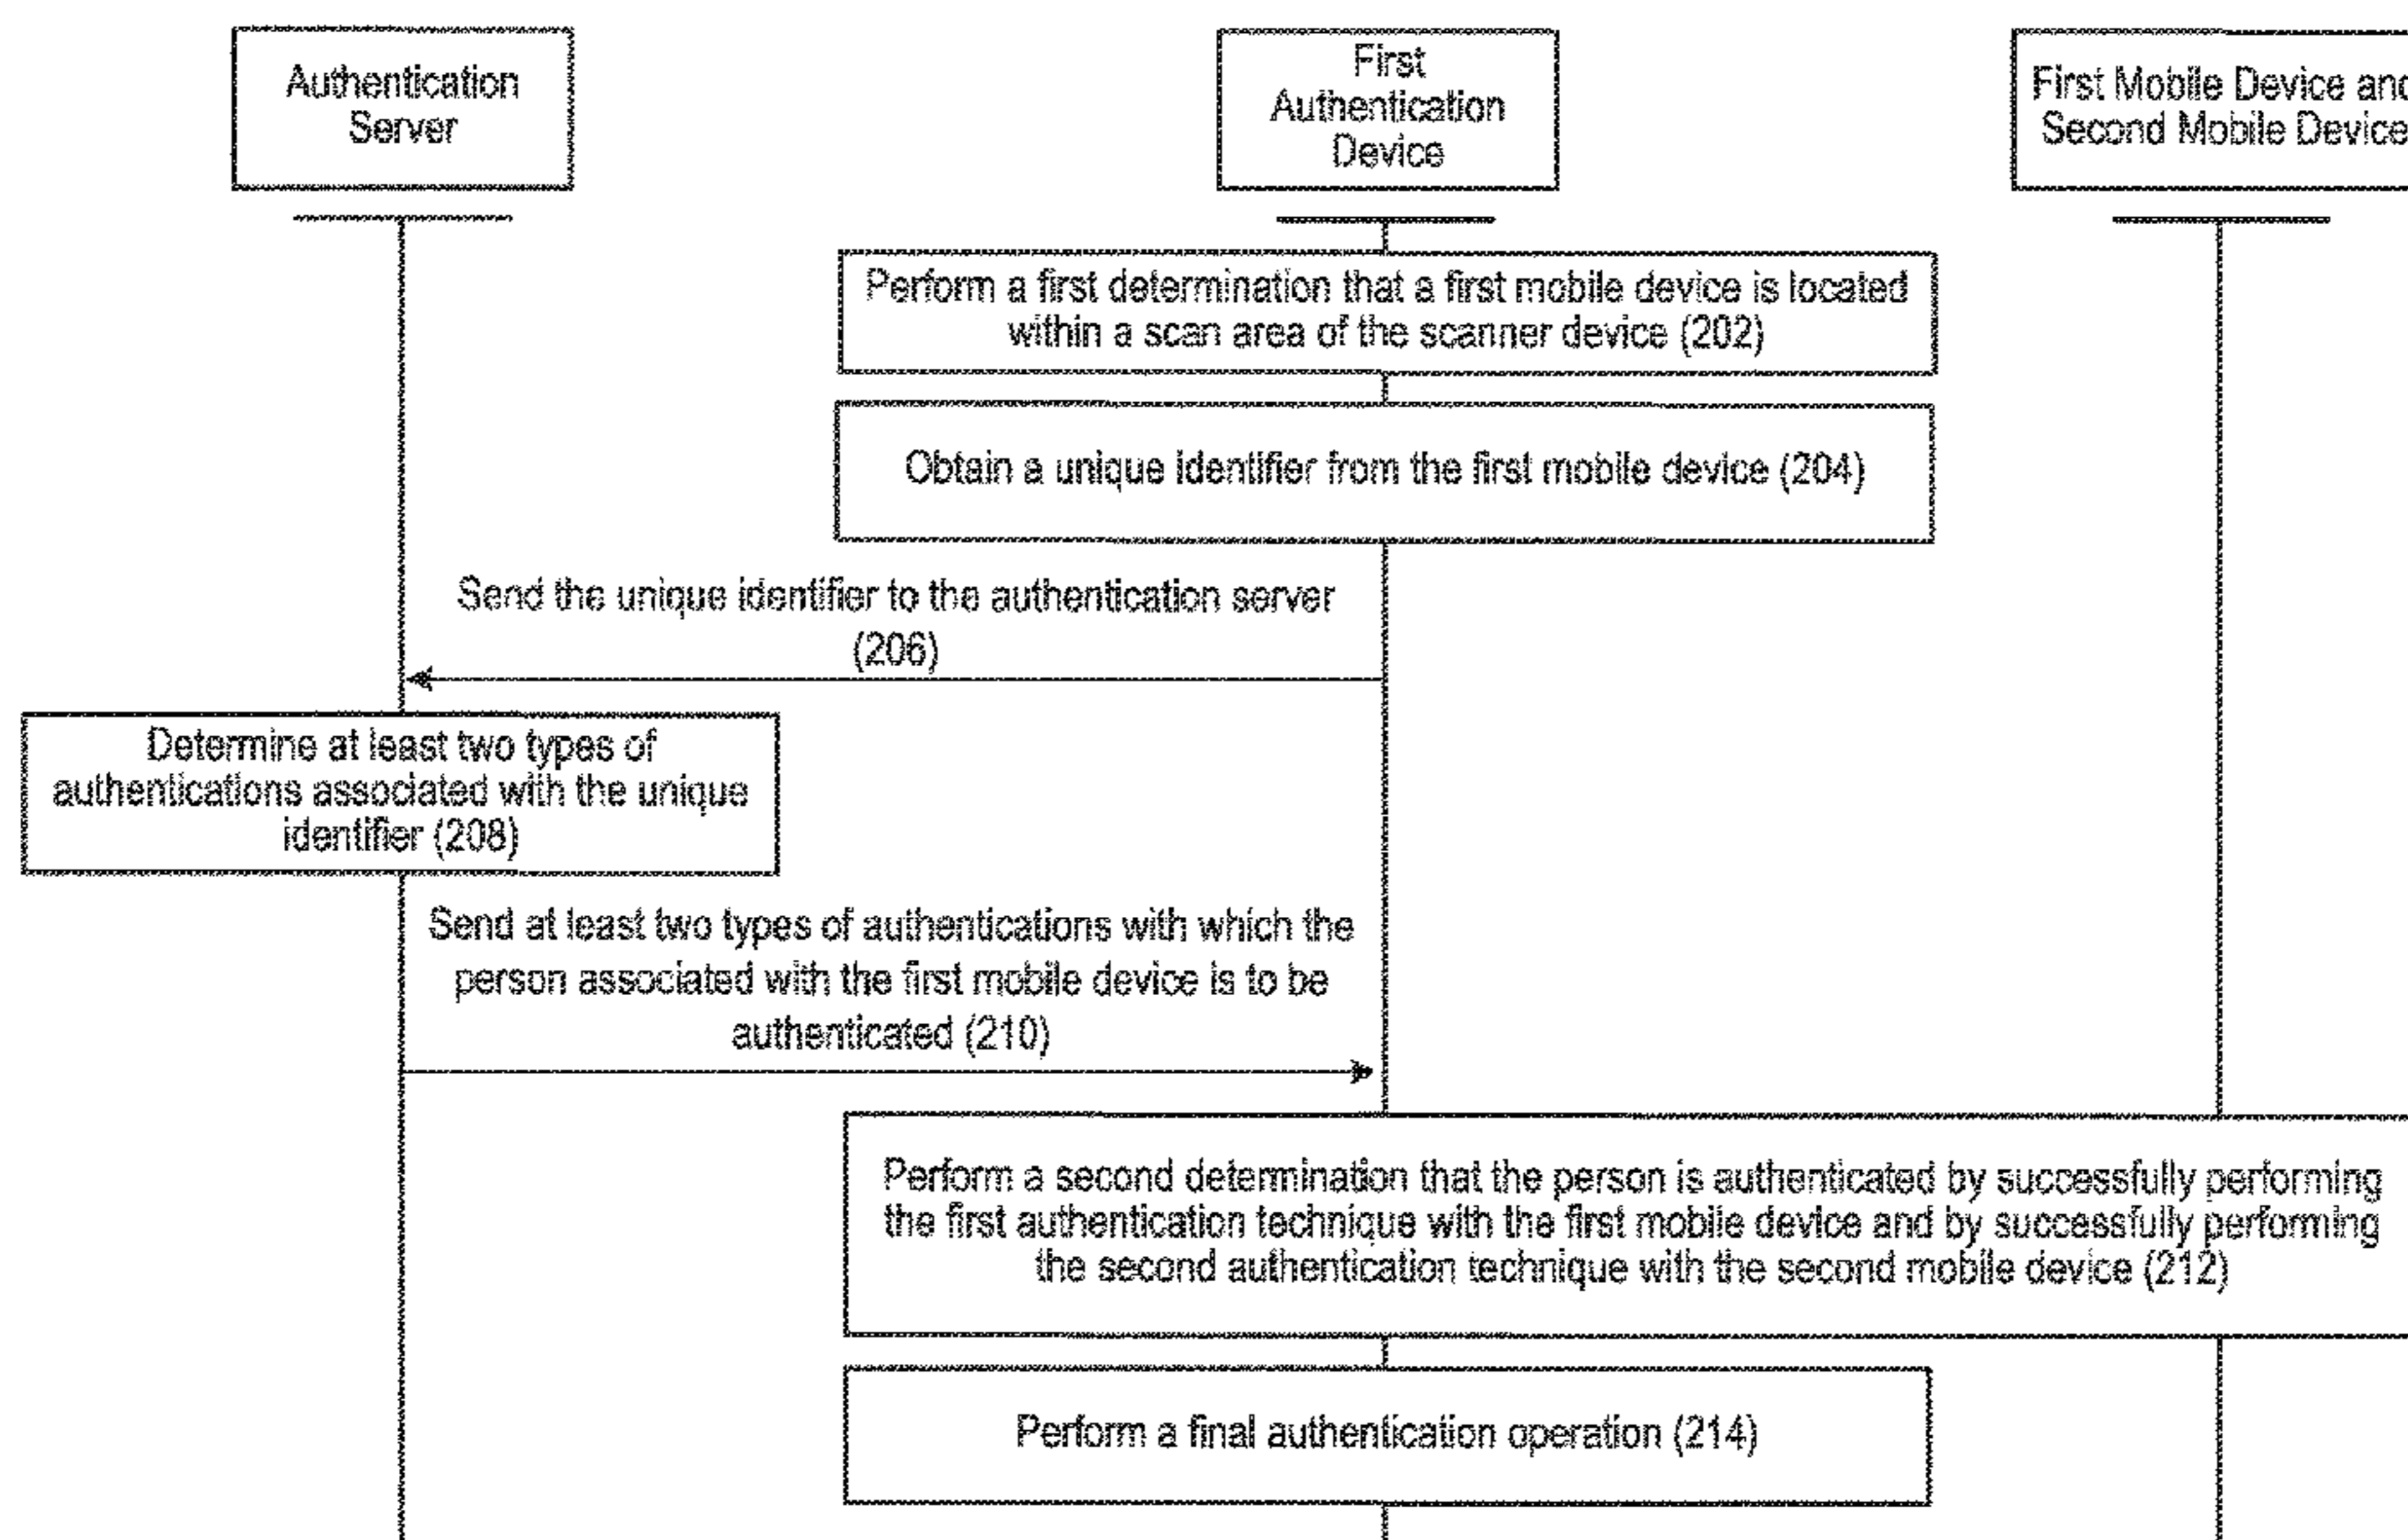 Authentication
Server
First
Authentication
Device
First Mobile Device and
Second Mobile Device
Perform a first determination that a first mobile device is located
within a scan area of the scanner device (202)
Obtain a unique identifier from the first mobile device (204)
Send the unique identifier to the authentication server
(206)
Determine at least two types of
authentications associated with the unique
identifier (208)
Send at least two types of authentications with which the
person associated with the first mobile device is to be
authenticated (210)
Perform a second determination that the person is authenticated by successfully performing
the first authentication technique with the first mobile device and by successfully performing
the second authentication technique with the second mobile device (212)
Perform a final authentication operation (214)